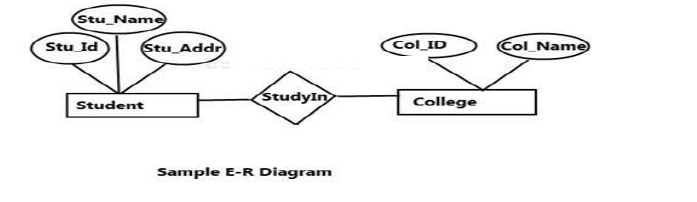 Stu_Name
Stu_Id
Stu_Addr
Col_ID
Col_Name
Student
StudyIn
College
Sample E-R Diagram